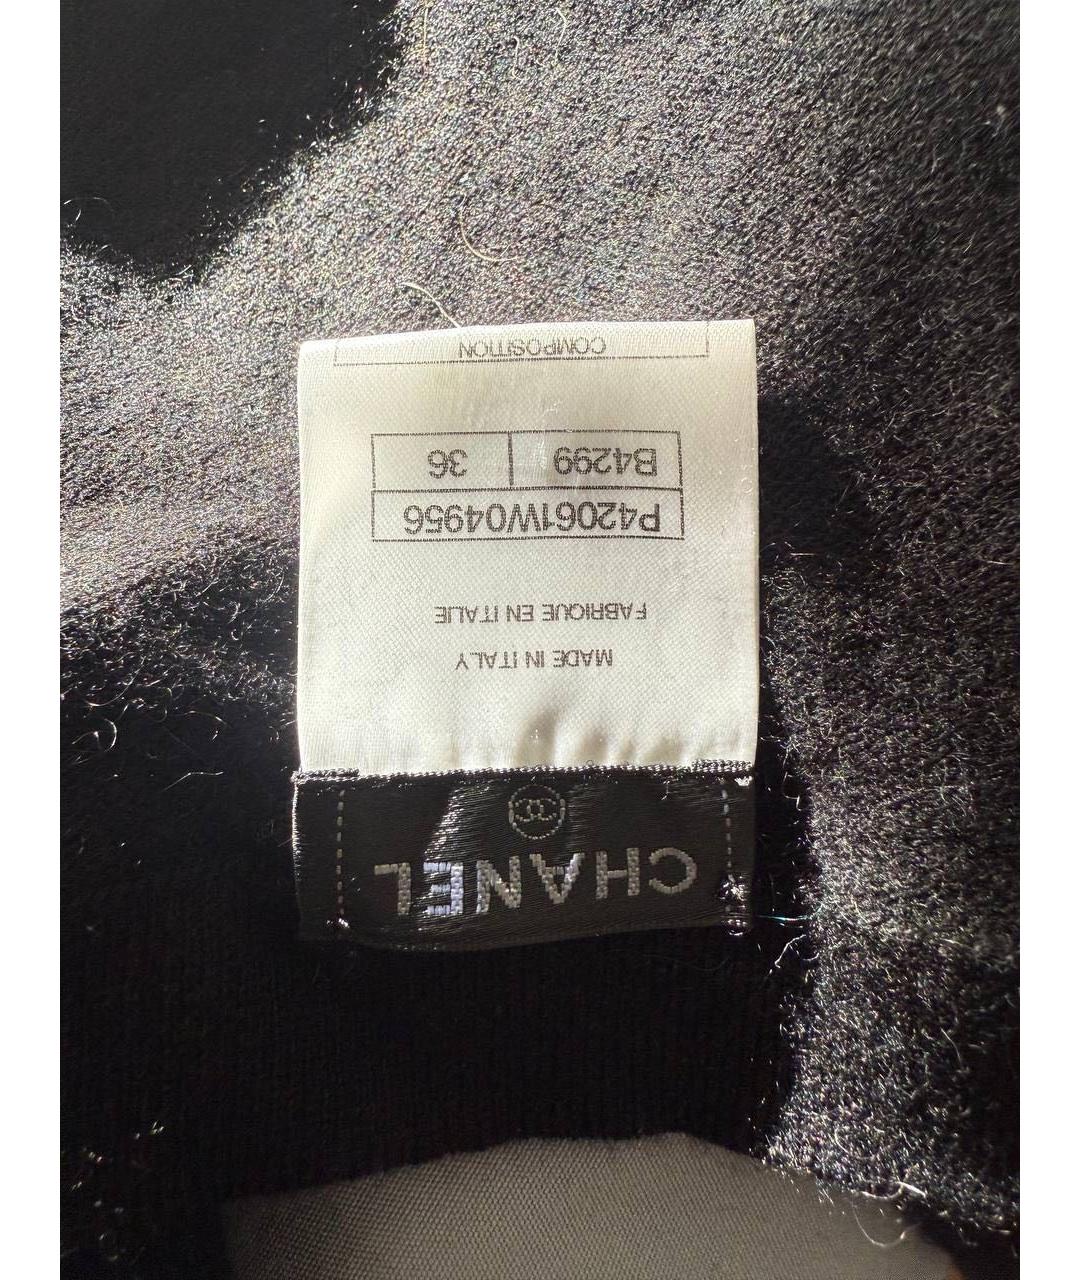 CHANEL
MADE IN ITALY
FABRIQUE EN ITALIE
P42061W04956
B4299 36
COMPOSITION